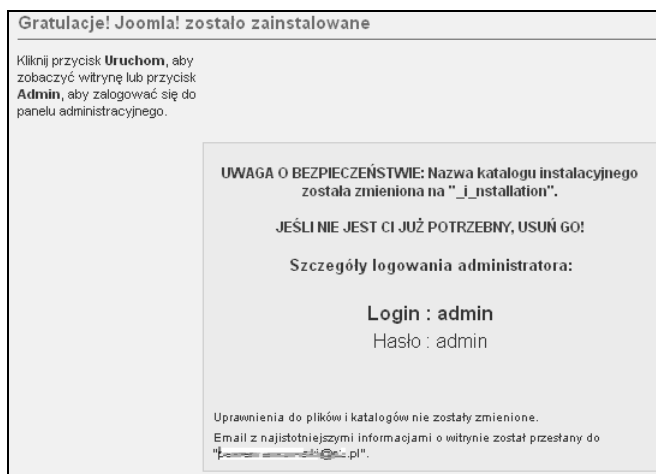 Gratulacje! Joomla! zostało zainstalowane
Kliknij przycisk Uruchom, aby
zobaczyć witrynę lub przycisk
Admin, aby zalogować się do
panelu administracyjnego.
UWAGA O BEZPIECZEŃSTWIE: Nazwa katalogu instalacyjnego
została zmieniona na "_i_nstallation".
JEŚLI NIE JEST CI JUŻ POTRZEBNY, USUŃ GO!
Szczegóły logowania administratora:
Login : admin
Hasło : admin
Uprawnienia do plików i katalogów nie zostały zmienione.
Email z najistotniejszymi informacjami o witrynie został przesłany do